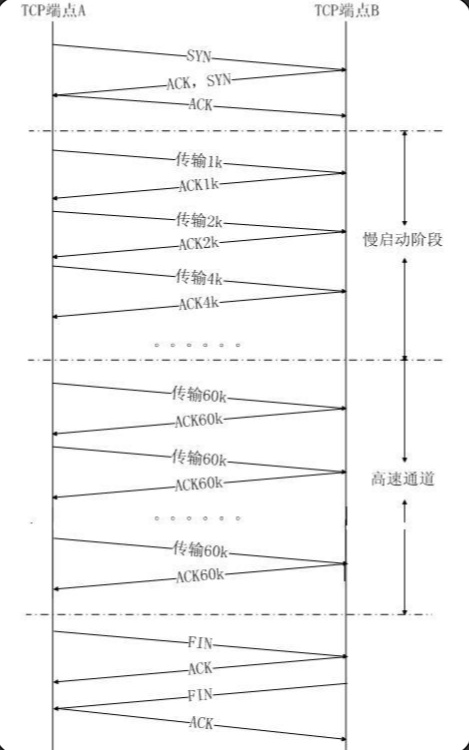 TCP端点A
TCP端点B
SYN
ACK, SYN
ACK
传输1k
ACK1k
传输2k
ACK2k
慢启动阶段
传输4k
ACK4k
。。。。。。
传输60k
ACK60k
传输60k
高速通道
ACK60k
。。。。。。
传输60k
ACK60k
FIN
ACK
FIN
ACK